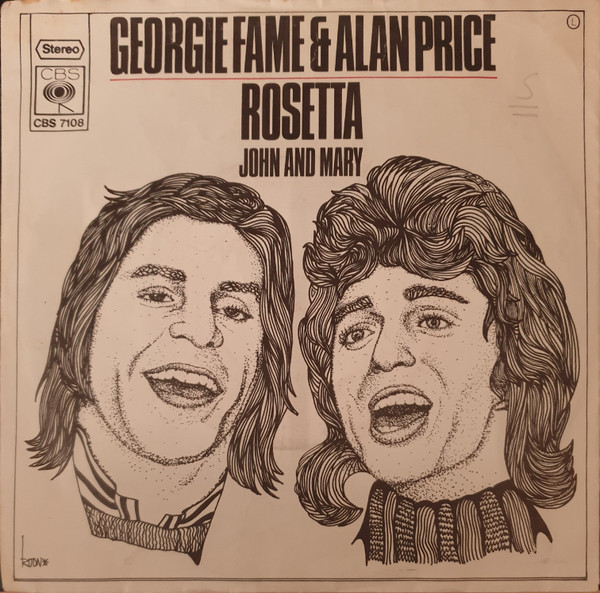 Stereo
CBS
CBS 7108
GEORGIE FAME & ALAN PRICE
L
ROSETTA
S
JOHN AND MARY